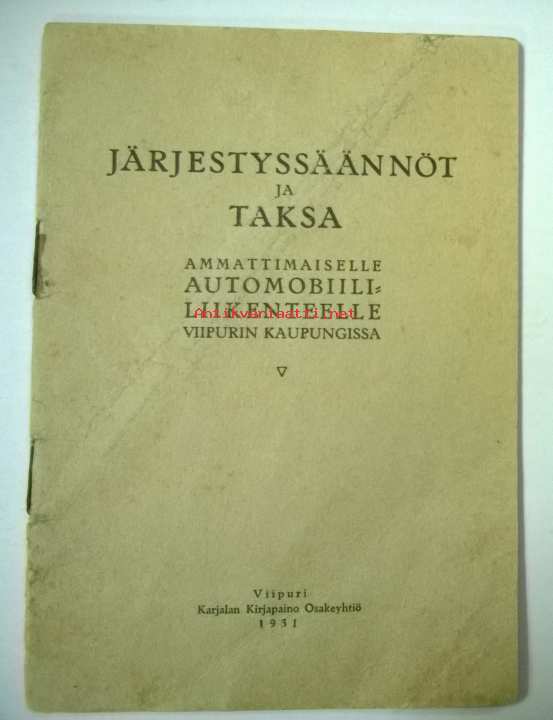 JÄRJESTYSSÄÄNNÖT
JA
TAKSA
AMMATTIMAISELLE
AUTOMOBIILI=
LIIKENTEELLE
Antikvariaatti.net
VIIPURIN KAUPUNGISSA
Viipuri
Karjalan Kirjapaino Osakeyhtiö
1931